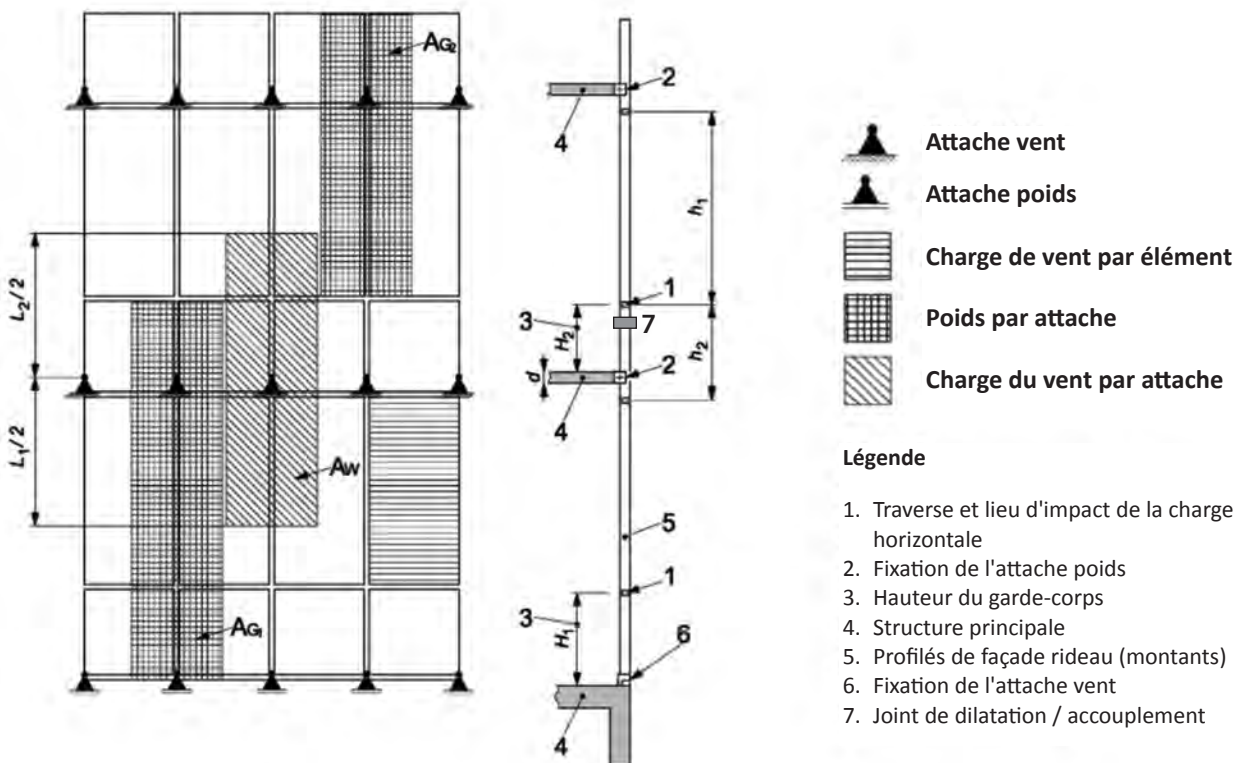 AG2
L2/2
L1/2
AW
AG1
2
4
h1
1
3
H2
7
h2
d
2
4
5
1
3
H1
6
4
Attache vent
Attache poids
Charge de vent par élément
Poids par attache
Charge du vent par attache
Légende
1. Traverse et lieu d'impact de la charge
horizontale
2. Fixation de l'attache poids
3. Hauteur du garde-corps
4. Structure principale
5. Profilés de façade rideau (montants)
6. Fixation de l'attache vent
7. Joint de dilatation / accouplement